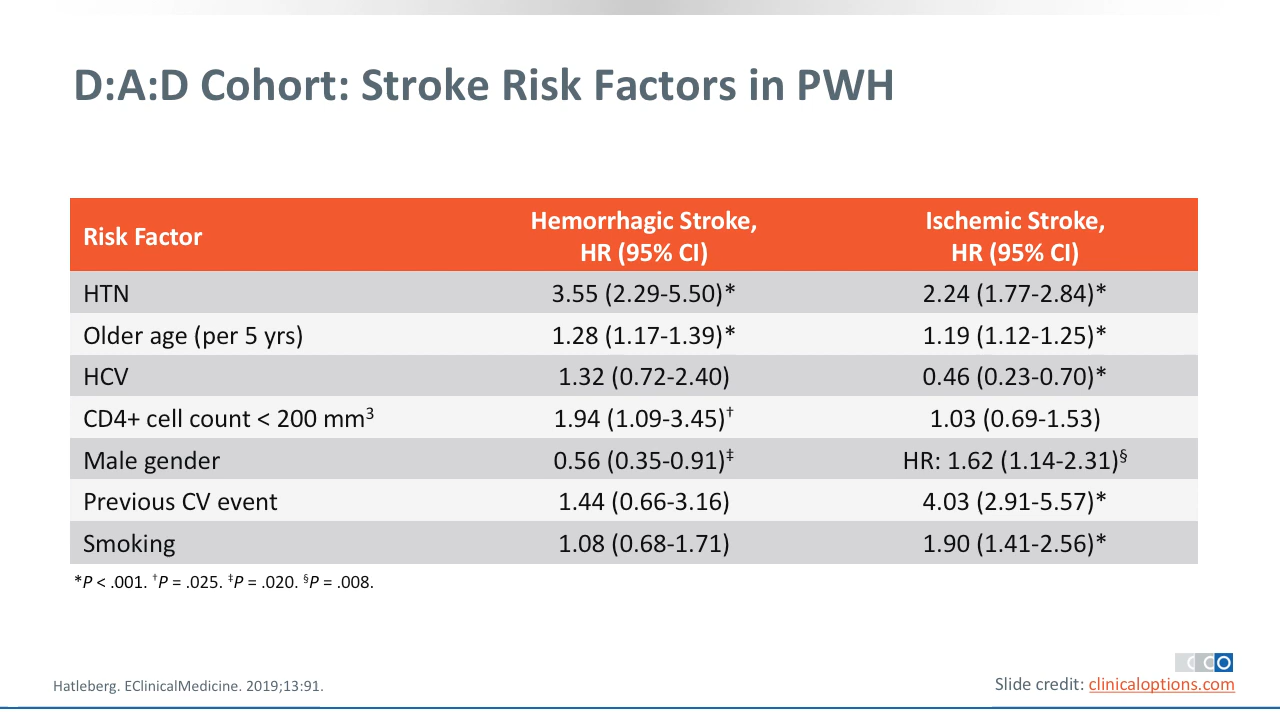 D:A:D Cohort: Stroke Risk Factors in PWH
Risk Factor
Hemorrhagic Stroke,
HR (95% CI)
Ischemic Stroke,
HR (95% CI)
HTN 3.55 (2.29-5.50)* 2.24 (1.77-2.84)*
Older age (per 5 yrs) 1.28 (1.17-1.39)* 1.19 (1.12-1.25)*
HCV 1.32 (0.72-2.40) 0.46 (0.23-0.70)*
CD4+ cell count < 200 mm³ 1.94 (1.09-3.45)† 1.03 (0.69-1.53)
Male gender 0.56 (0.35-0.91)‡ HR: 1.62 (1.14-2.31)§
Previous CV event 1.44 (0.66-3.16) 4.03 (2.91-5.57)*
Smoking 1.08 (0.68-1.71) 1.90 (1.41-2.56)*
*P < .001. †P = .025. ‡P = .020. §P = .008.
CCO
Hatleberg. EClinicalMedicine. 2019;13:91.
Slide credit: clinicaloptions.com